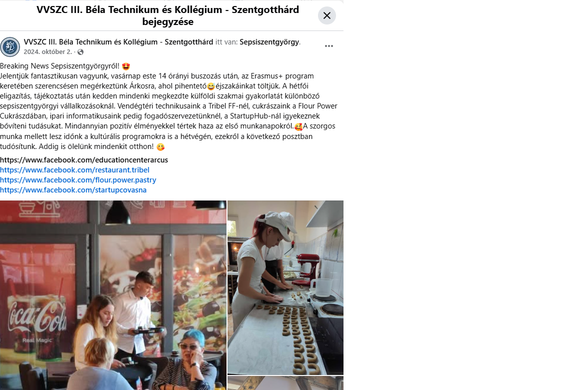 VVSZC III. Béla Technikum és Kollégium - Szentgotthárd
bejegyzése
VVSZC III. Béla Technikum és Kollégium - Szentgotthárd itt van: Sepsiszentgyörgy.
2024. október 2. ·
Breaking News Sepsiszentgyörgyről! 😍
Jelentjük fantasztikusan vagyunk, vasárnap este 14 órányi buszozás után, az Erasmus+ program
keretében szerencsésen megérkeztünk Árkosra, ahol pihentető😄éjszakáinkat töltjük. A hétfői
eligazítás, tájékoztatás után kedden mindenki megkezdte külföldi szakmai gyakorlatát különböző
sepsiszentgyörgyi vállalkozásoknál. Vendégtéri technikusaink a Tribel FF-nél, cukrászaink a Flour Power
Cukrászdában, ipari informatikusaink pedig fogadószervezetünknél, a StartupHub-nál igyekeznek
bővíteni tudásukat. Mindannyian pozitív élményekkel tértek haza az első munkanapokról.🥰A szorgos
munka mellett lesz időnk a kultúrális programokra is a hétvégén, ezekről a következő posztban
tudósítunk. Addig is ölelünk mindenkit otthon! 🤗
https://www.facebook.com/educationcenterarcus
https://www.facebook.com/restaurant.tribel
https://www.facebook.com/flour.power.pastry
https://www.facebook.com/startupcovasna
Coca-Cola
Real Magic